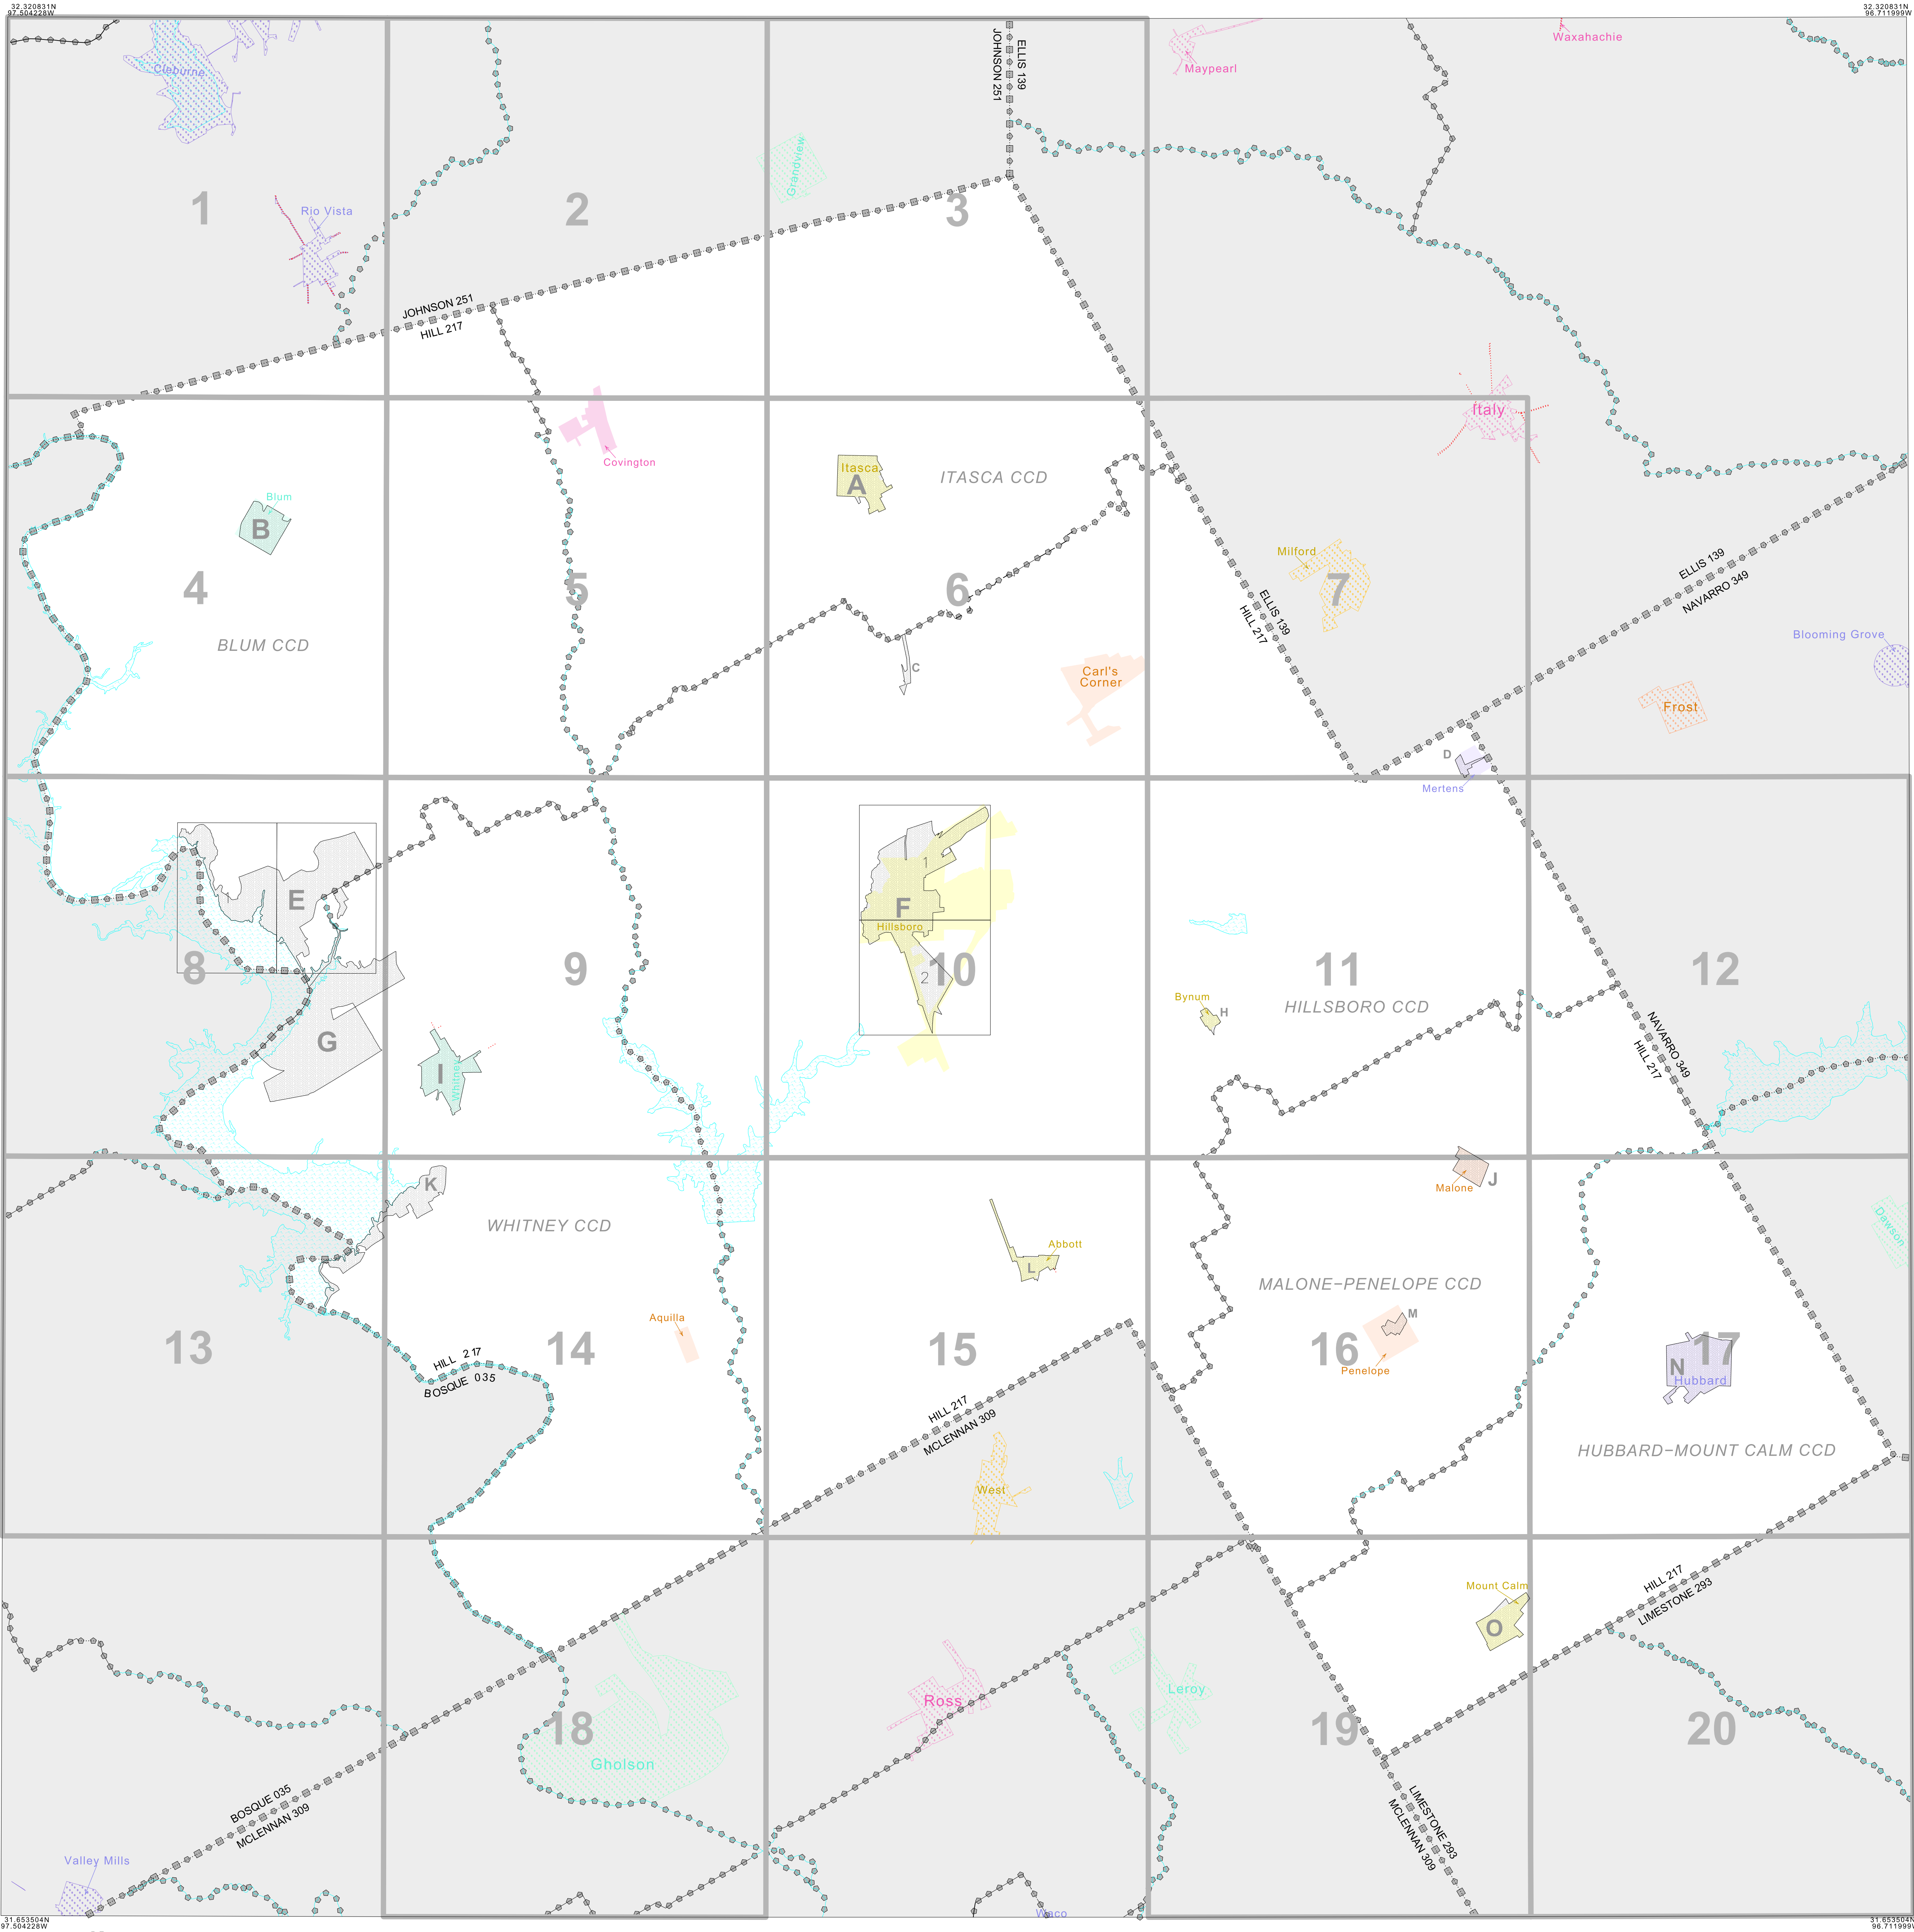 32.320831N
97.504228W
32.320831N
96.711999W
Cleburne
ELLIS 139
JOHNSON 251
Maypearl
Waxahachie
Grandview
1
2
3
Rio Vista
JOHNSON 251
HILL 217
Covington
Itasca
A
ITASCA CCD
Italy
Blum
B
Milford
4
5
6
7
ELLIS 139
HILL 217
ELLIS 139
NAVARRO 349
BLUM CCD
C
Carl's
Corner
Blooming Grove
Frost
D
Mertens
E
1
F
Hillsboro
2
8
9
10
11
12
Bynum
H
HILLSBORO CCD
G
I
Whitney
NAVARRO 349
HILL 217
K
Malone
J
WHITNEY CCD
Abbott
L
MALONE-PENELOPE CCD
Dawson
Aquilla
M
Penelope
13
14
15
16
17
N
Hubbard
HILL 217
BOSQUE 035
HILL 217
MCLENNAN 309
HUBBARD-MOUNT CALM CCD
West
Mount Calm
O
HILL 217
LIMESTONE 293
Ross
Leroy
18
19
20
Gholson
BOSQUE 035
MCLENNAN 309
LIMESTONE 293
MCLENNAN 309
Valley Mills
Waco
31.653504N
97.504228W
31.653504N
96.711999W